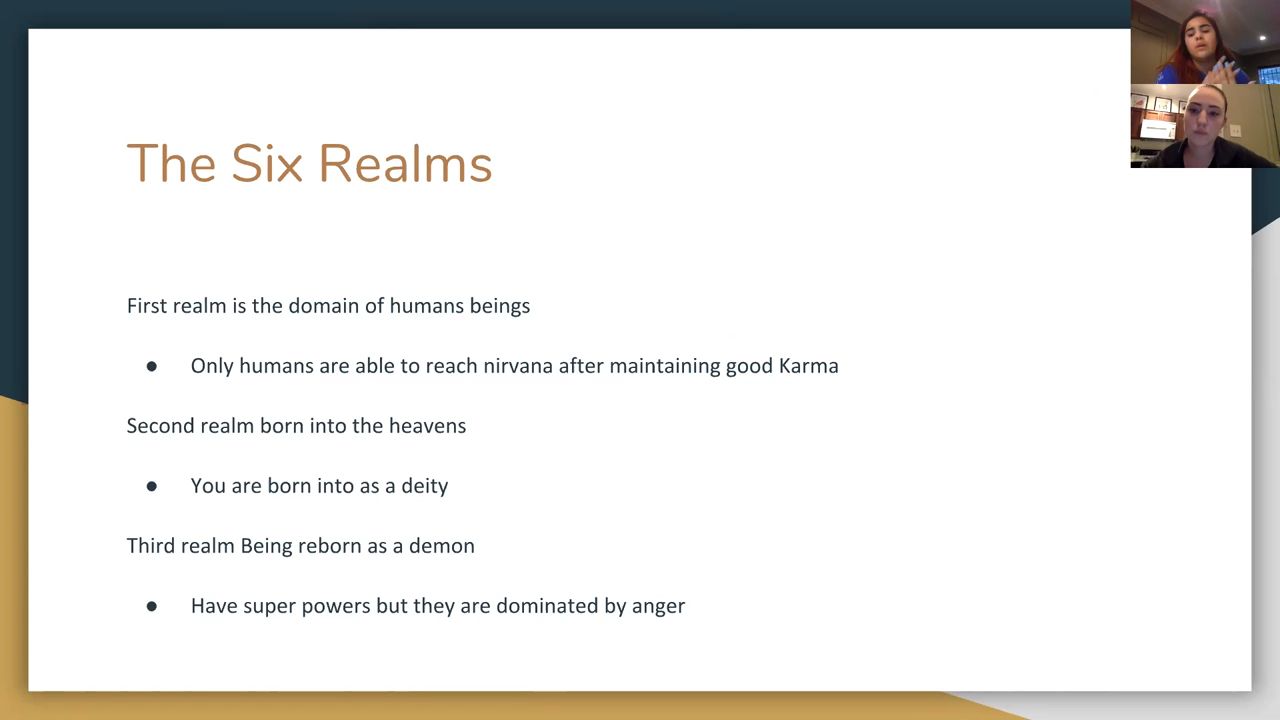 The Six Realms
First realm is the domain of humans beings
● Only humans are able to reach nirvana after maintaining good Karma
Second realm born into the heavens
● You are born into as a deity
Third realm Being reborn as a demon
● Have super powers but they are dominated by anger